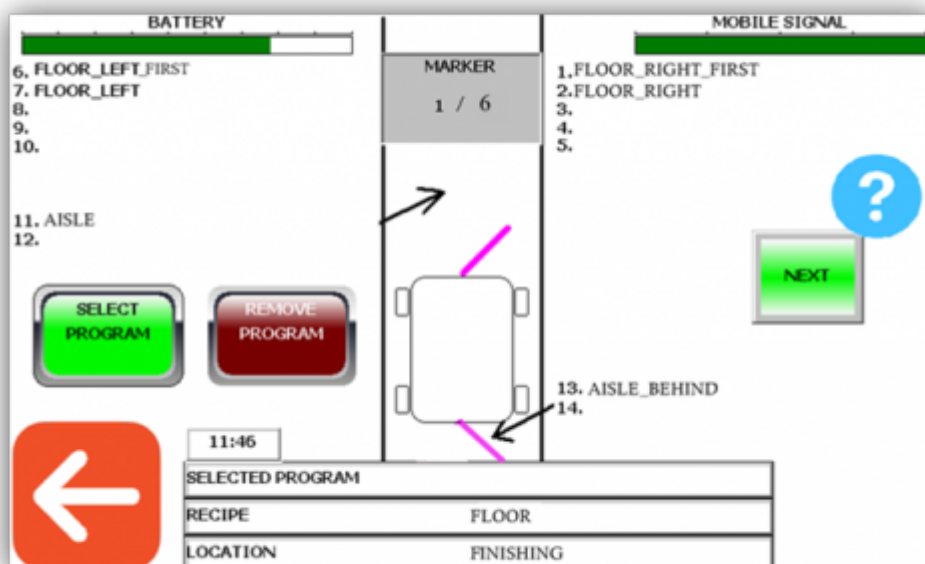 BATTERY
MOBILE SIGNAL
6. FLOOR_LEFT_FIRST
7. FLOOR_LEFT
8.
9.
10.
MARKER
1 / 6
1.FLOOR_RIGHT_FIRST
2.FLOOR_RIGHT
3.
4.
5.
?
11. AISLE
12.
NEXT
SELECT
PROGRAM
REMOVE
PROGRAM
13. AISLE_BEHIND
14.
11:46
SELECTED PROGRAM
RECIPE FLOOR
LOCATION FINISHING